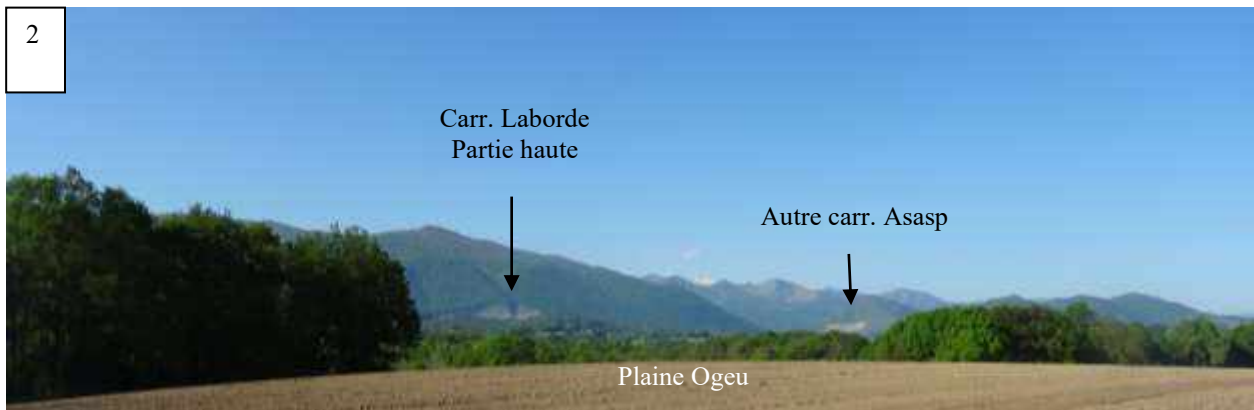 2
Carr. Laborde
Partie haute
Autre carr. Asasp
Plaine Ogeu